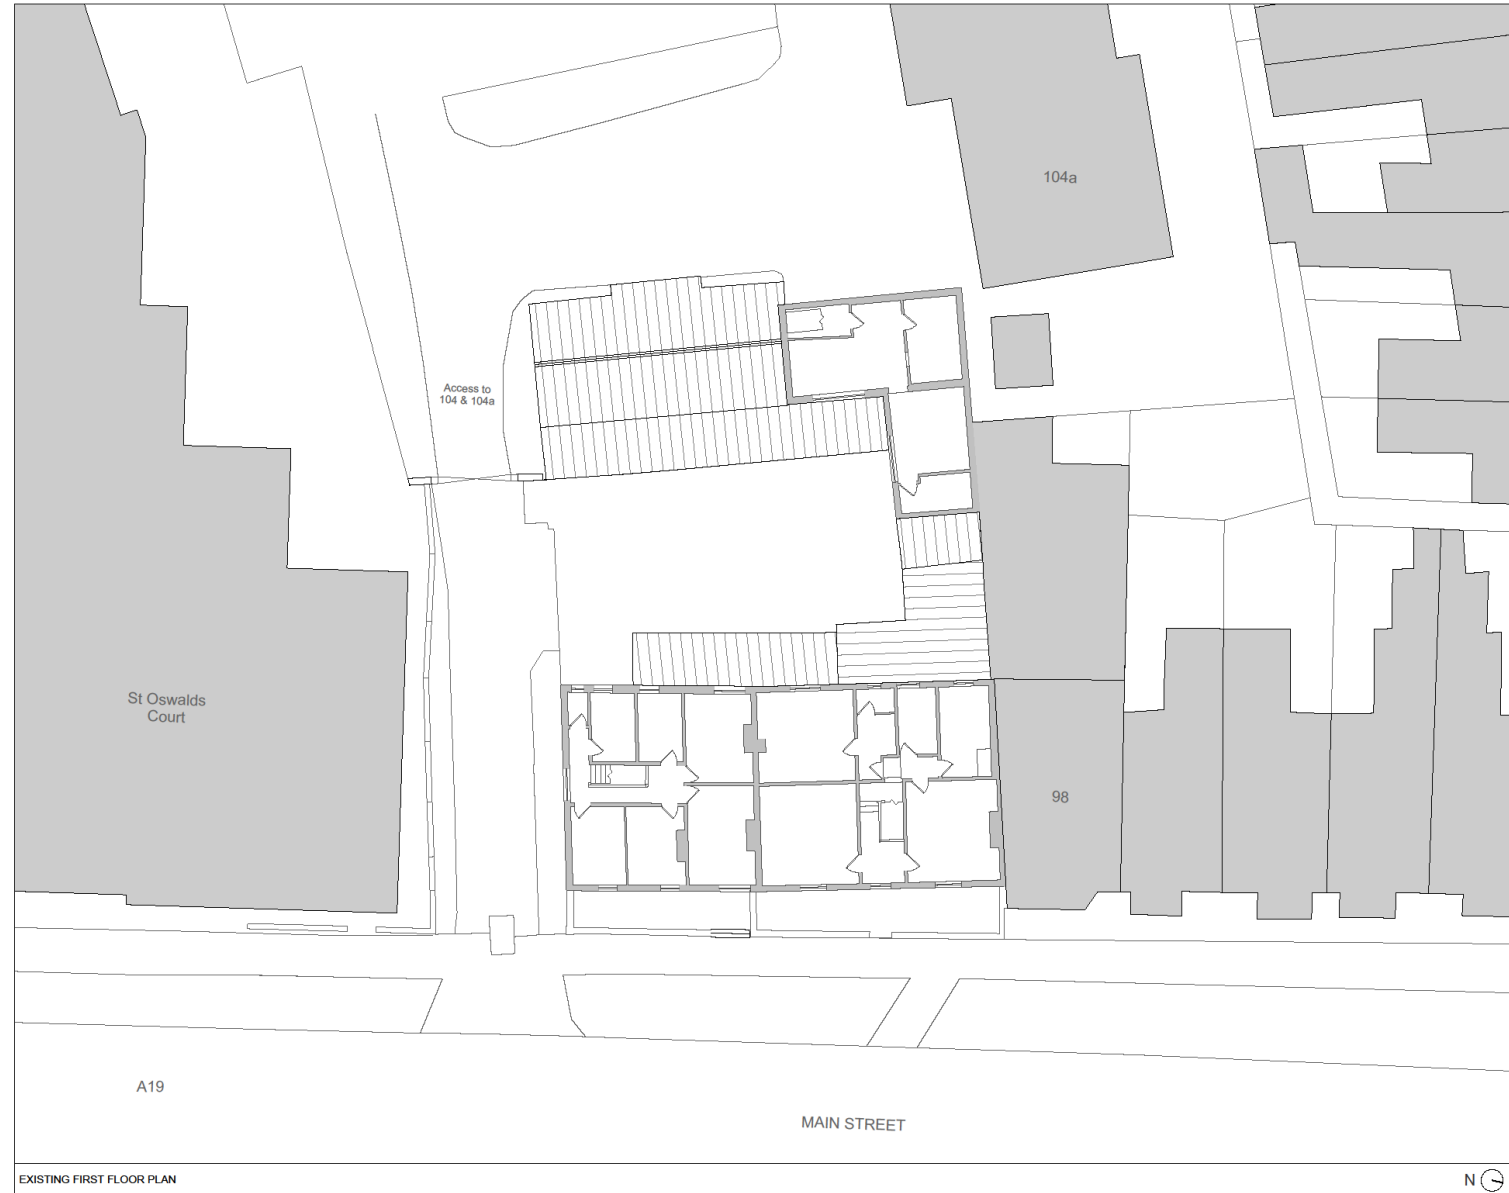 104a
Access to
104 & 104a
St Oswalds
Court
98
A19
MAIN STREET
EXISTING FIRST FLOOR PLAN
N